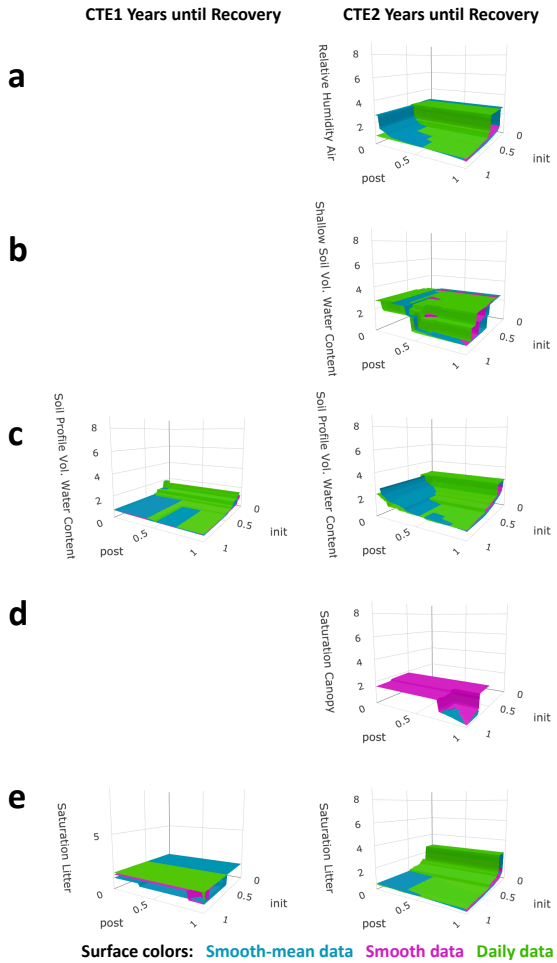 CTE1 Years until Recovery
CTE2 Years until Recovery
a
Relative Humidity Air
8
6
4
2
0
0.5
1
post
0
0.5
1
init
b
Shallow Soil Vol. Water Content
8
6
4
2
0
0.5
1
post
0
0.5
1
init
c
Soil Profile Vol. Water Content
8
6
4
2
0
0.5
1
post
0
0.5
1
init
Soil Profile Vol. Water Content
8
6
4
2
0
0.5
1
post
0
0.5
1
init
d
Saturation Canopy
8
6
4
2
0
0.5
1
post
0
0.5
1
init
e
Saturation Litter
5
0
0.5
1
post
0
0.5
1
init
Saturation Litter
8
6
4
2
0
0.5
1
post
0
0.5
1
init
Surface colors: Smooth-mean data Smooth data Daily data